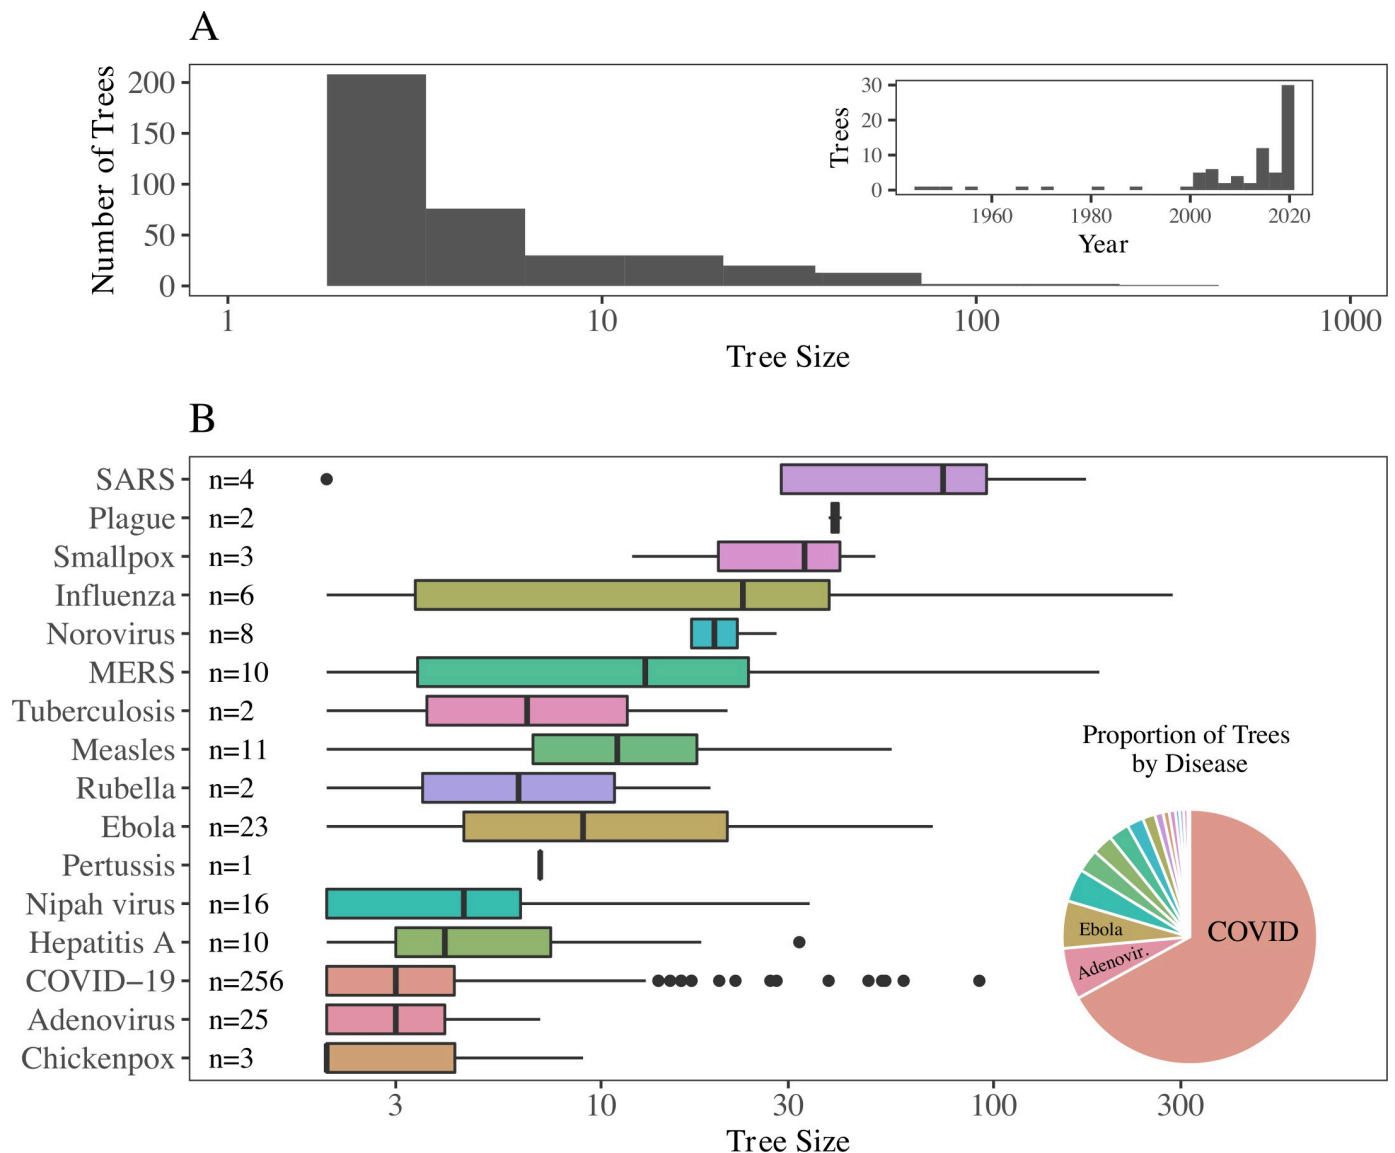 A
Number of Trees
200
150
100
50
0
1 10 100 1000
Tree Size
Trees
30
20
10
0
1960 1980 2000 2020
Year
B
SARS n=4
Plague n=2
Smallpox n=3
Influenza n=6
Norovirus n=8
MERS n=10
Tuberculosis n=2
Measles n=11
Rubella n=2
Ebola n=23
Pertussis n=1
Nipah virus n=16
Hepatitis A n=10
COVID−19 n=256
Adenovirus n=25
Chickenpox n=3
3 10 30 100 300
Tree Size
Proportion of Trees
by Disease
COVID
Ebola
Adenovir.